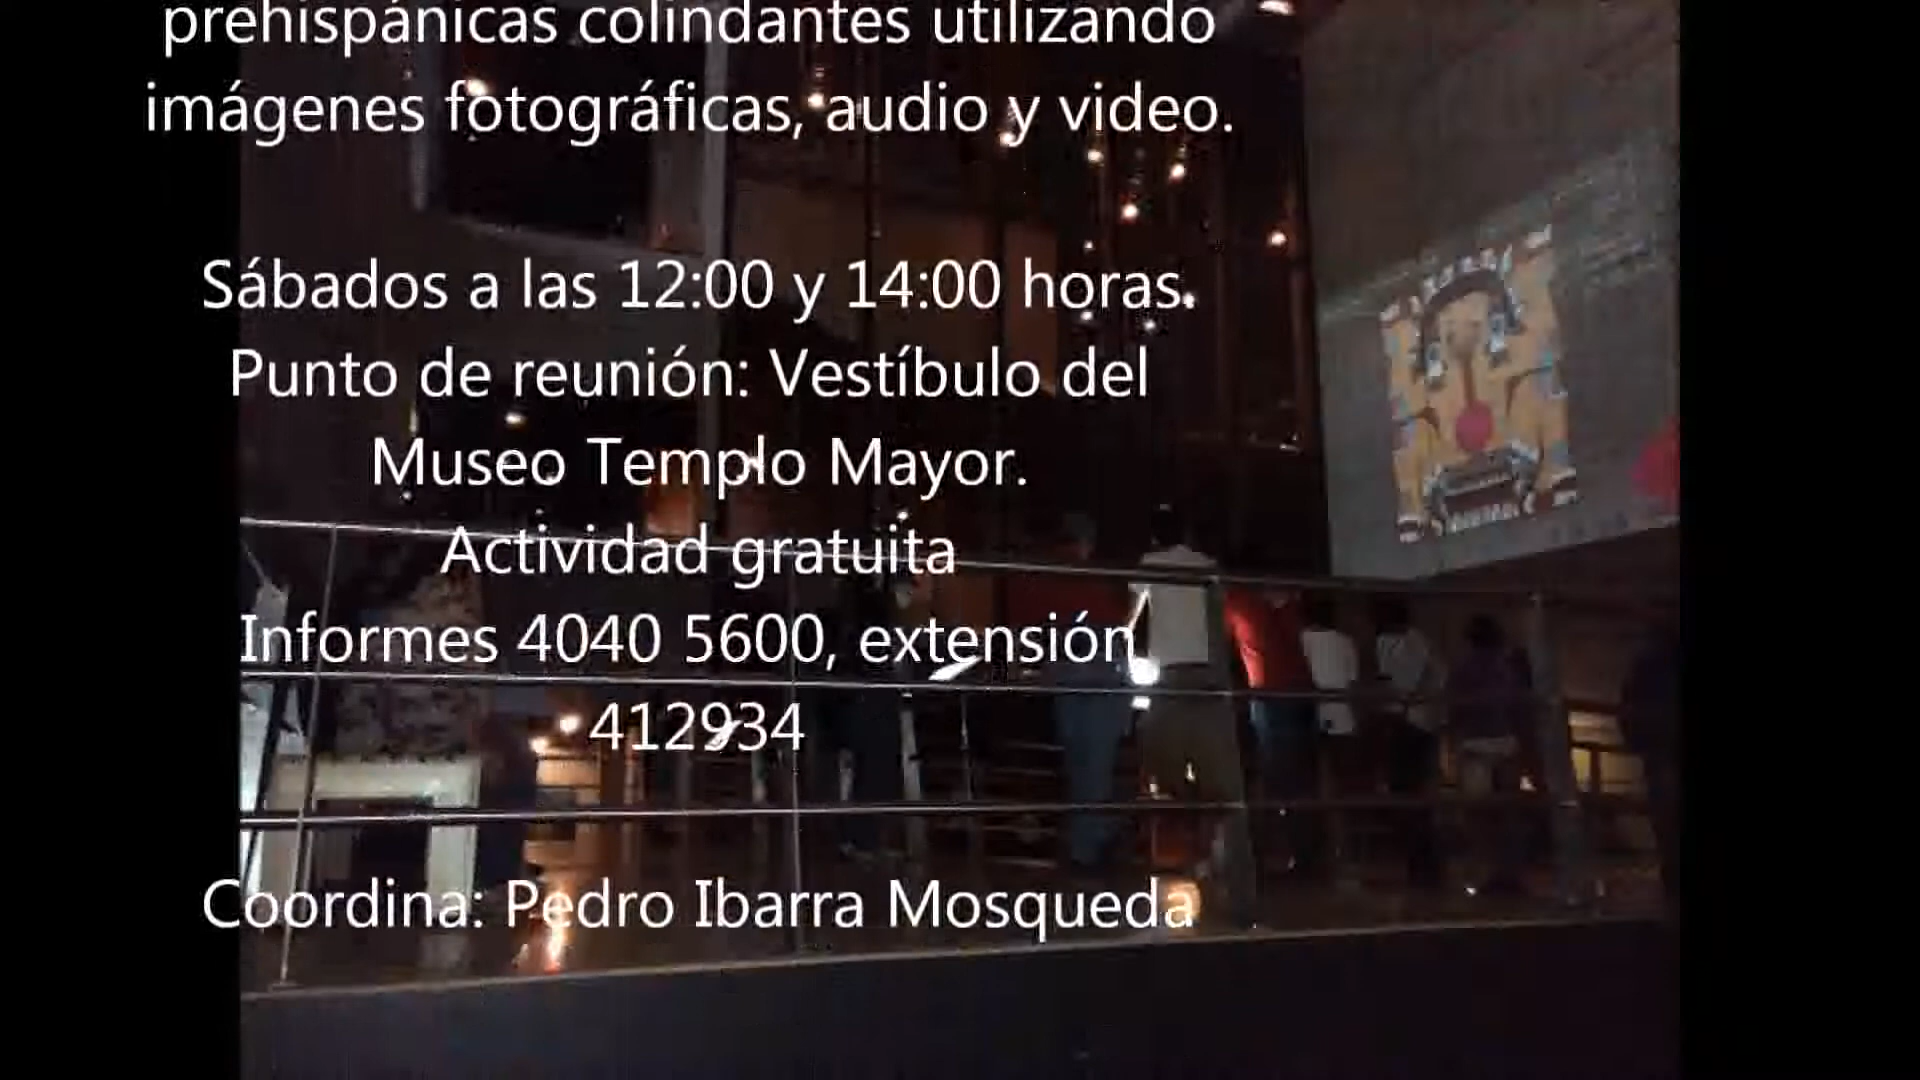 prehispánicas colindantes utilizando
imágenes fotográficas, audio y video.
Sábados a las 12:00 y 14:00 horas.
Punto de reunión: Vestíbulo del
Museo Templo Mayor.
Actividad gratuita
Informes 4040 5600, extensión
412934
Coordina: Pedro Ibarra Mosqueda